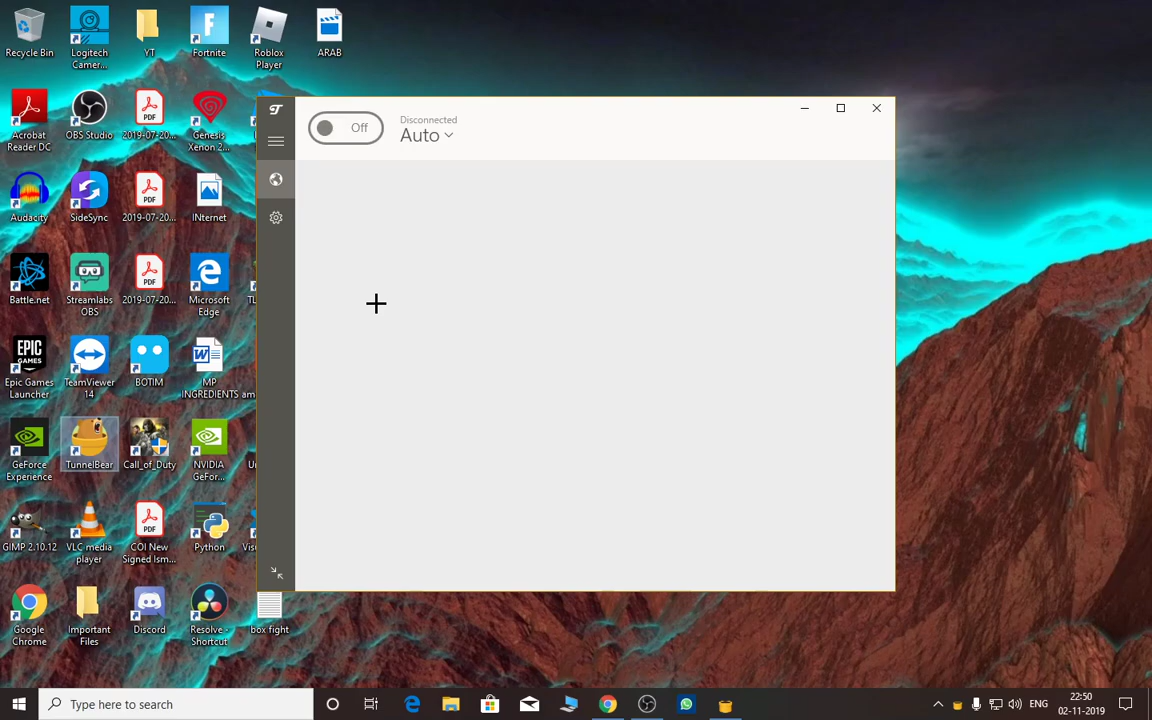 Recycle Bin
Logitech
Camer...
YT
Fortnite
Roblox
Player
ARAB
Acrobat
Reader DC
OBS Studio
2019-07-20...
Genesis
Xenon 2...
Audacity
SideSync
2019-07-20...
INternet
Battle.net
Streamlabs
OBS
2019-07-20...
Microsoft
Edge
Epic Games
Launcher
TeamViewer
14
BOTIM
MP
INGREDIENTS
GeForce
Experience
TunnelBear
Call_of_Duty
NVIDIA
GeFor...
GIMP 2.10.12
VLC media
player
COI New
Signed Ism...
Python
Google
Chrome
Important
Files
Discord
Resolve -
Shortcut
box fight
Off
Disconnected
Auto
Type here to search
ENG
22:50
02-11-2019